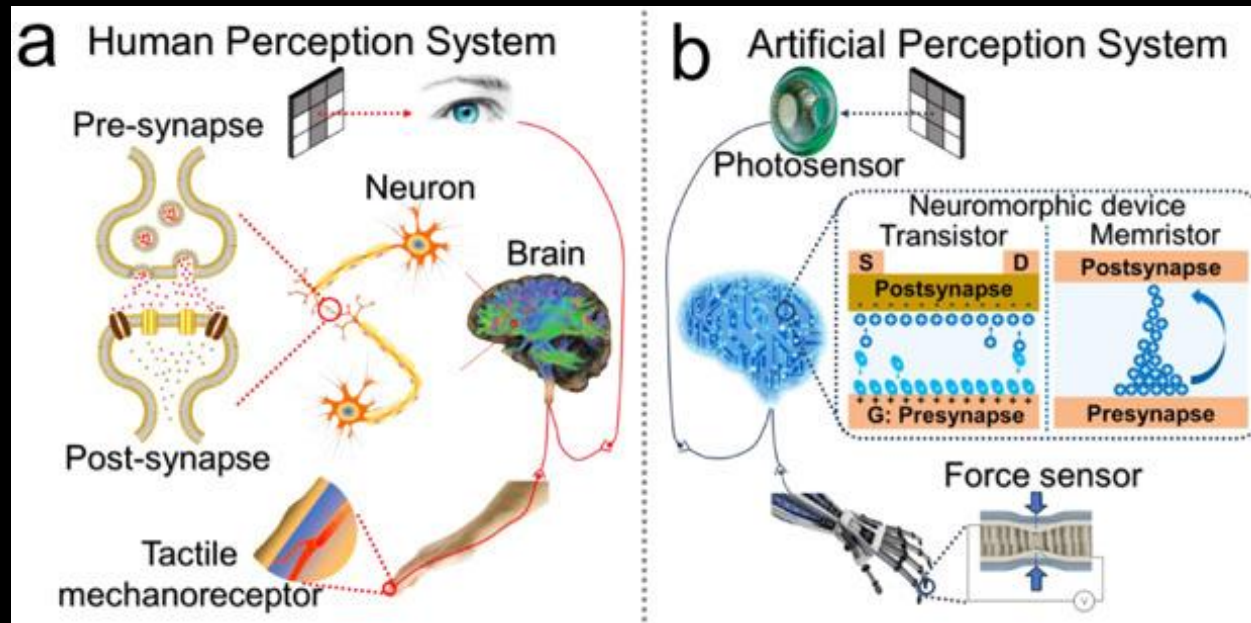 a Human Perception System
Pre-synapse
Neuron
Brain
Post-synapse
Tactile
mechanoreceptor
b Artificial Perception System
Photosensor
Neuromorphic device
Transistor
S
D
Postsynapse
G: Presynapse
Memristor
Postsynapse
Presynapse
Force sensor
V